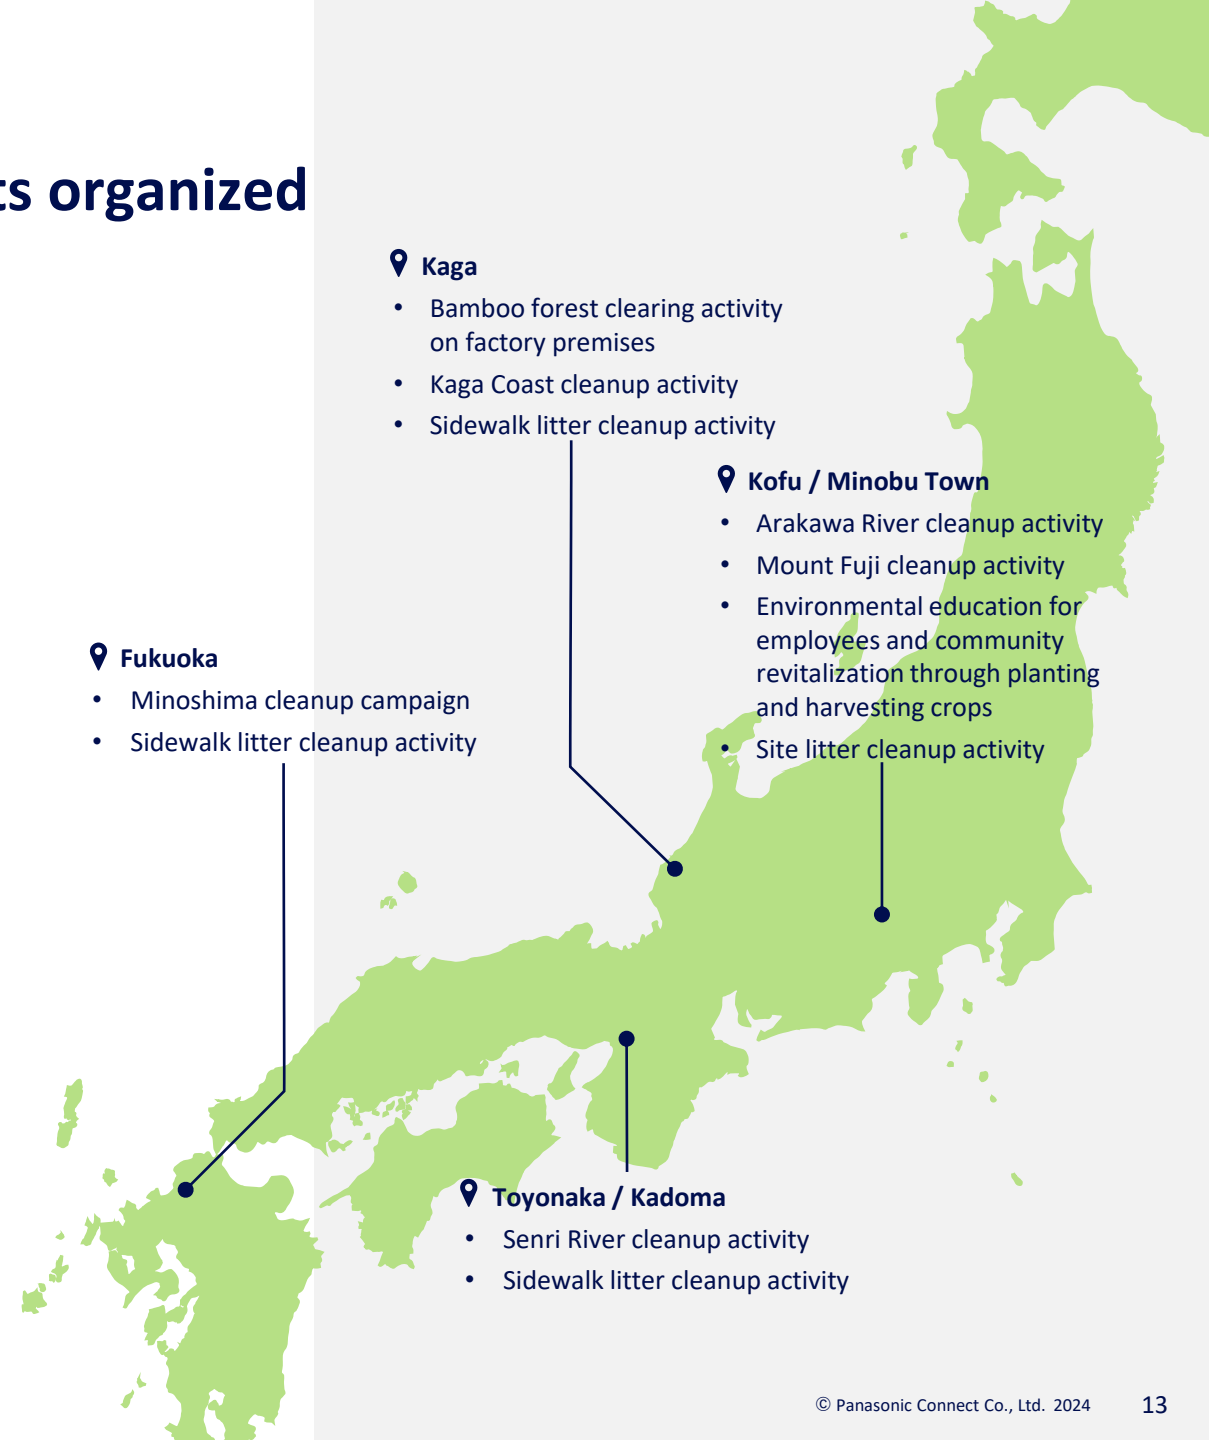 ts organized
Kaga
• Bamboo forest clearing activity
on factory premises
• Kaga Coast cleanup activity
• Sidewalk litter cleanup activity
Kofu / Minobu Town
• Arakawa River cleanup activity
• Mount Fuji cleanup activity
• Environmental education for
employees and community
revitalization through planting
and harvesting crops
• Site litter cleanup activity
Fukuoka
• Minoshima cleanup campaign
• Sidewalk litter cleanup activity
Toyonaka / Kadoma
• Senri River cleanup activity
• Sidewalk litter cleanup activity
© Panasonic Connect Co., Ltd. 2024 13